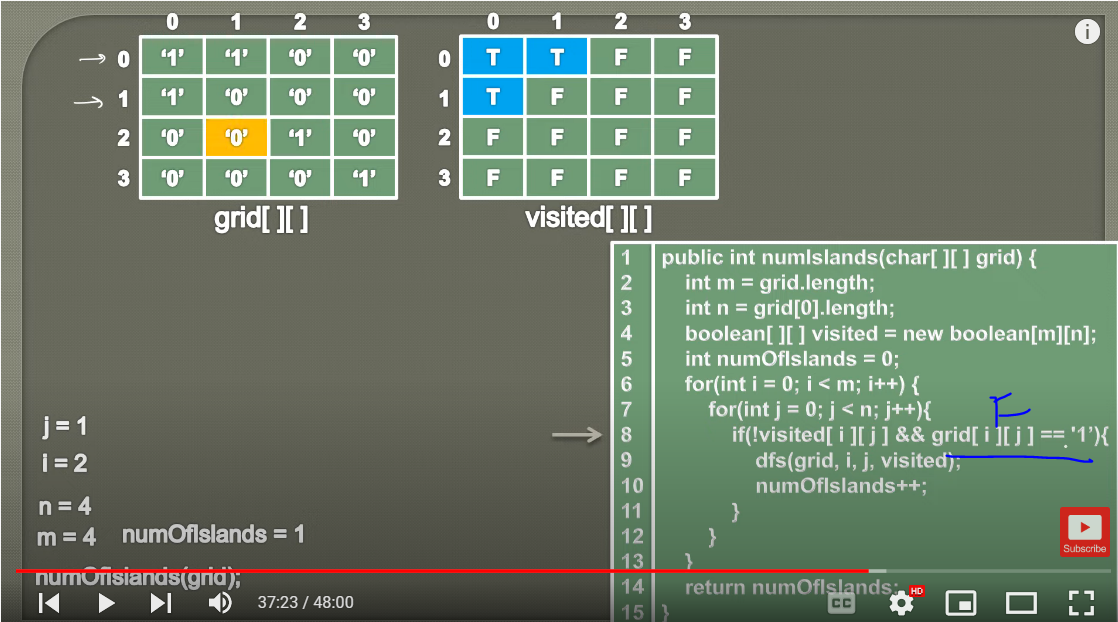 0 1 2 3
0 '1' '1' '0' '0'
1 '1' '0' '0' '0'
2 '0' '0' '1' '0'
3 '0' '0' '0' '1'
grid[ ][ ]
0 1 2 3
0 T T F F
1 T F F F
2 F F F F
3 F F F F
visited[ ][ ]
i
1 public int numIslands(char[ ][ ] grid) {
2 int m = grid.length;
3 int n = grid[0].length;
4 boolean[ ][ ] visited = new boolean[m][n];
5 int numOfIslands = 0;
6 for(int i = 0; i < m; i++) {
7 for(int j = 0; j < n; j++){
F
8 if(!visited[ i ][ j ] && grid[ i ][ j ] == '1'){
9 dfs(grid, i, j, visited);
10 numOfIslands++;
11 }
12 }
13 }
14 return numOfIslands;
15 }
j = 1
i = 2
n = 4
m = 4 numOfIslands = 1
numOfIslands(grid);
Subscribe
37:23 / 48:00
CC
HD